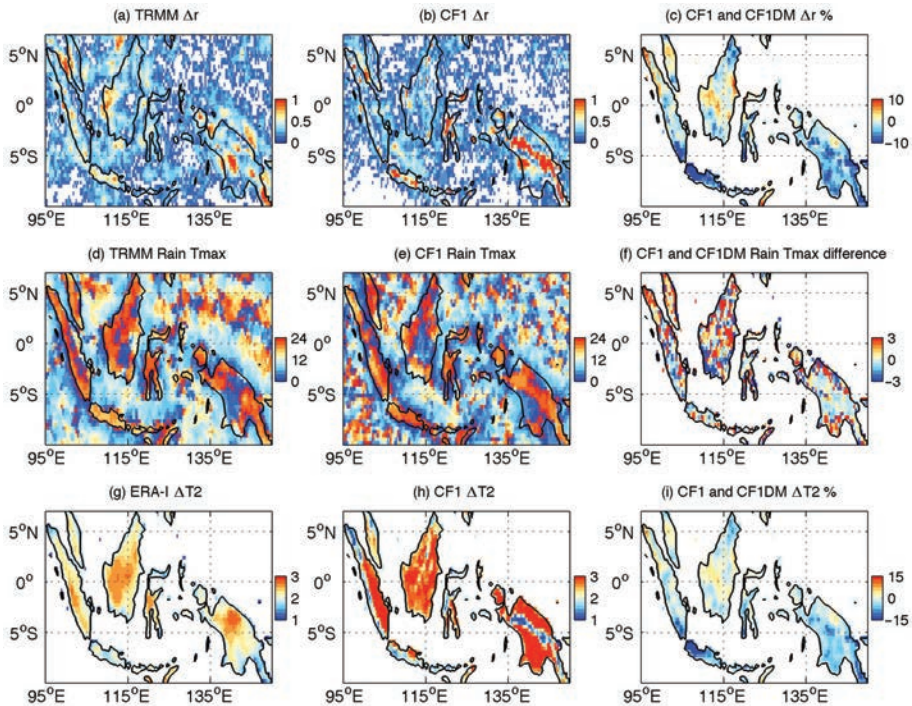 (a) TRMM Δr
(b) CF1 Δr
(c) CF1 and CF1DM Δr %
5°N
0°
5°S
95°E 115°E 135°E
1
0.5
0
5°N
0°
5°S
95°E 115°E 135°E
1
0.5
0
5°N
0°
5°S
95°E 115°E 135°E
10
0
−10
(d) TRMM Rain Tmax
(e) CF1 Rain Tmax
(f) CF1 and CF1DM Rain Tmax difference
5°N
0°
5°S
95°E 115°E 135°E
24
12
0
5°N
0°
5°S
95°E 115°E 135°E
24
12
0
5°N
0°
5°S
95°E 115°E 135°E
3
0
−3
(g) ERA-I ΔT2
(h) CF1 ΔT2
(i) CF1 and CF1DM ΔT2 %
5°N
0°
5°S
95°E 115°E 135°E
3
2
1
5°N
0°
5°S
95°E 115°E 135°E
3
2
1
5°N
0°
5°S
95°E 115°E 135°E
15
0
−15